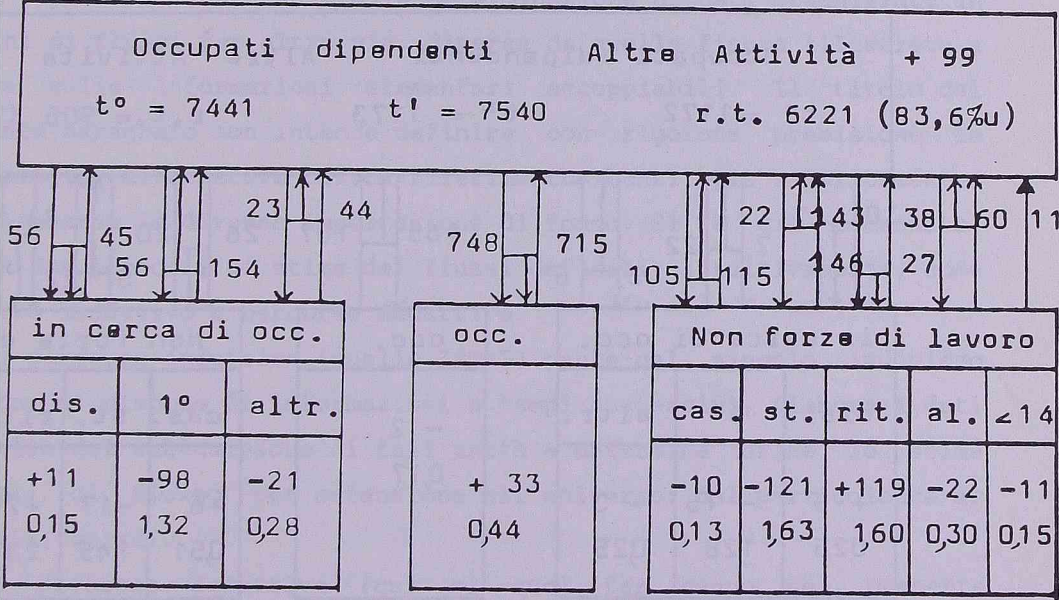 Occupati dipendenti Altre Attività + 99
t° = 7441 t' = 7540 r.t. 6221 (83,6%u)
23 44 22 143 38 60 11
56 45 748 715
56 154 105 115 146 27
in cerca di occ. occ. Non forze di lavoro
dis. 1° altr. cas. st. rit. al. <14
+11 -98 -21 + 33 -10 -121 +119 -22 -11
0,15 1,32 0,28 0,44 0,13 1,63 1,60 0,30 0,15